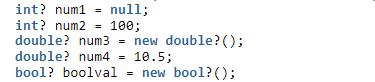 int? num1 = null;
int? num2 = 100;
double? num3 = new double?();
double? num4 = 10.5;
bool? boolval = new bool?();